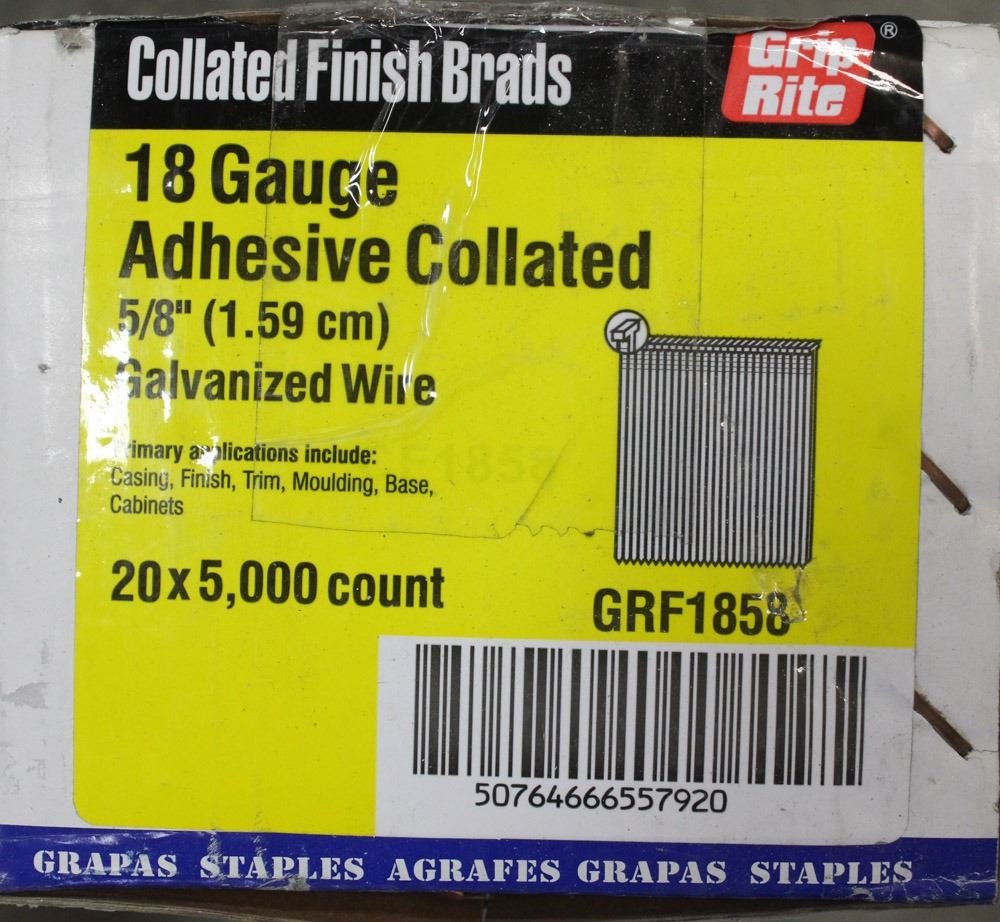 Collated Finish Brads
Grip
Rite
®
18 Gauge
Adhesive Collated
5/8" (1.59 cm)
Galvanized Wire
Primary applications include:
Casing, Finish, Trim, Moulding, Base,
Cabinets
20 x 5,000 count
GRF1858
50764666557920
GRAPAS STAPLES AGRAFES GRAPAS STAPLES